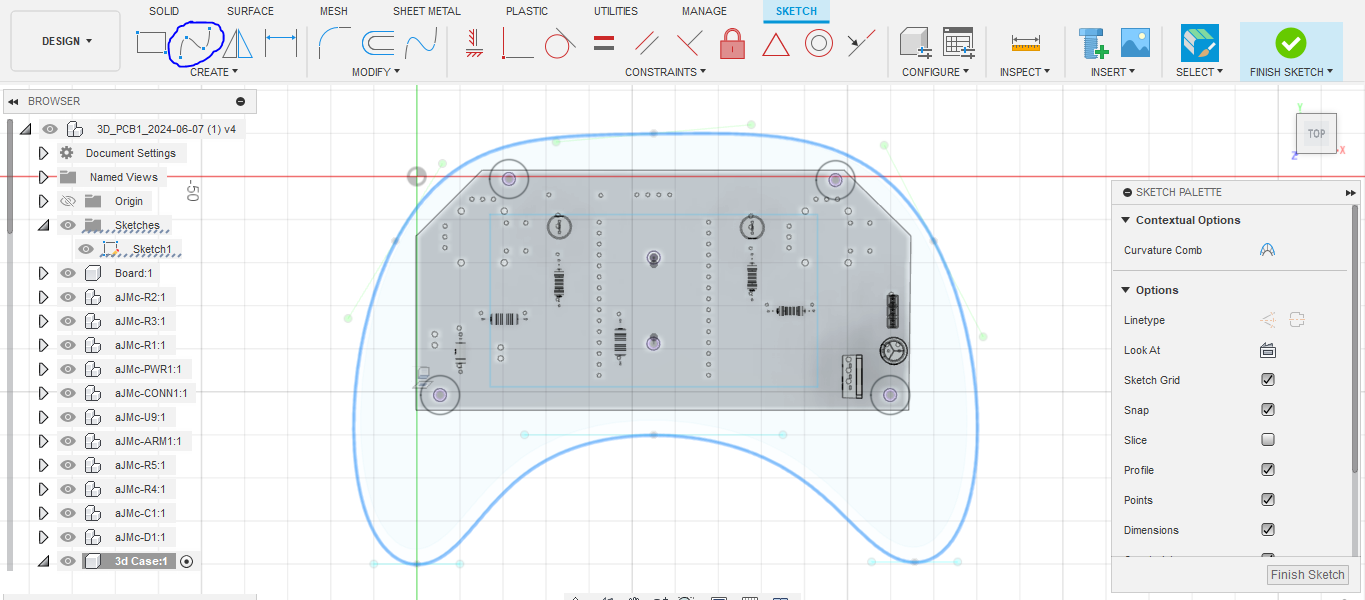 SOLID SURFACE MESH SHEET METAL PLASTIC UTILITIES MANAGE SKETCH
DESIGN
CREATE MODIFY CONSTRAINTS CONFIGURE INSPECT INSERT SELECT FINISH SKETCH
BROWSER
3D_PCB1_2024-06-07 (1) v4
Document Settings
Named Views
Origin
Sketches
Sketch1
Board:1
aJMc-R2:1
aJMc-R3:1
aJMc-R1:1
aJMc-PWR1:1
aJMc-CONN1:1
aJMc-U9:1
aJMc-ARM1:1
aJMc-R5:1
aJMc-R4:1
aJMc-C1:1
aJMc-D1:1
3d Case:1
-50
Y
TOP
X
Z
SKETCH PALETTE
Contextual Options
Curvature Comb
Options
Linetype
Look At
Sketch Grid
Snap
Slice
Profile
Points
Dimensions
Finish Sketch